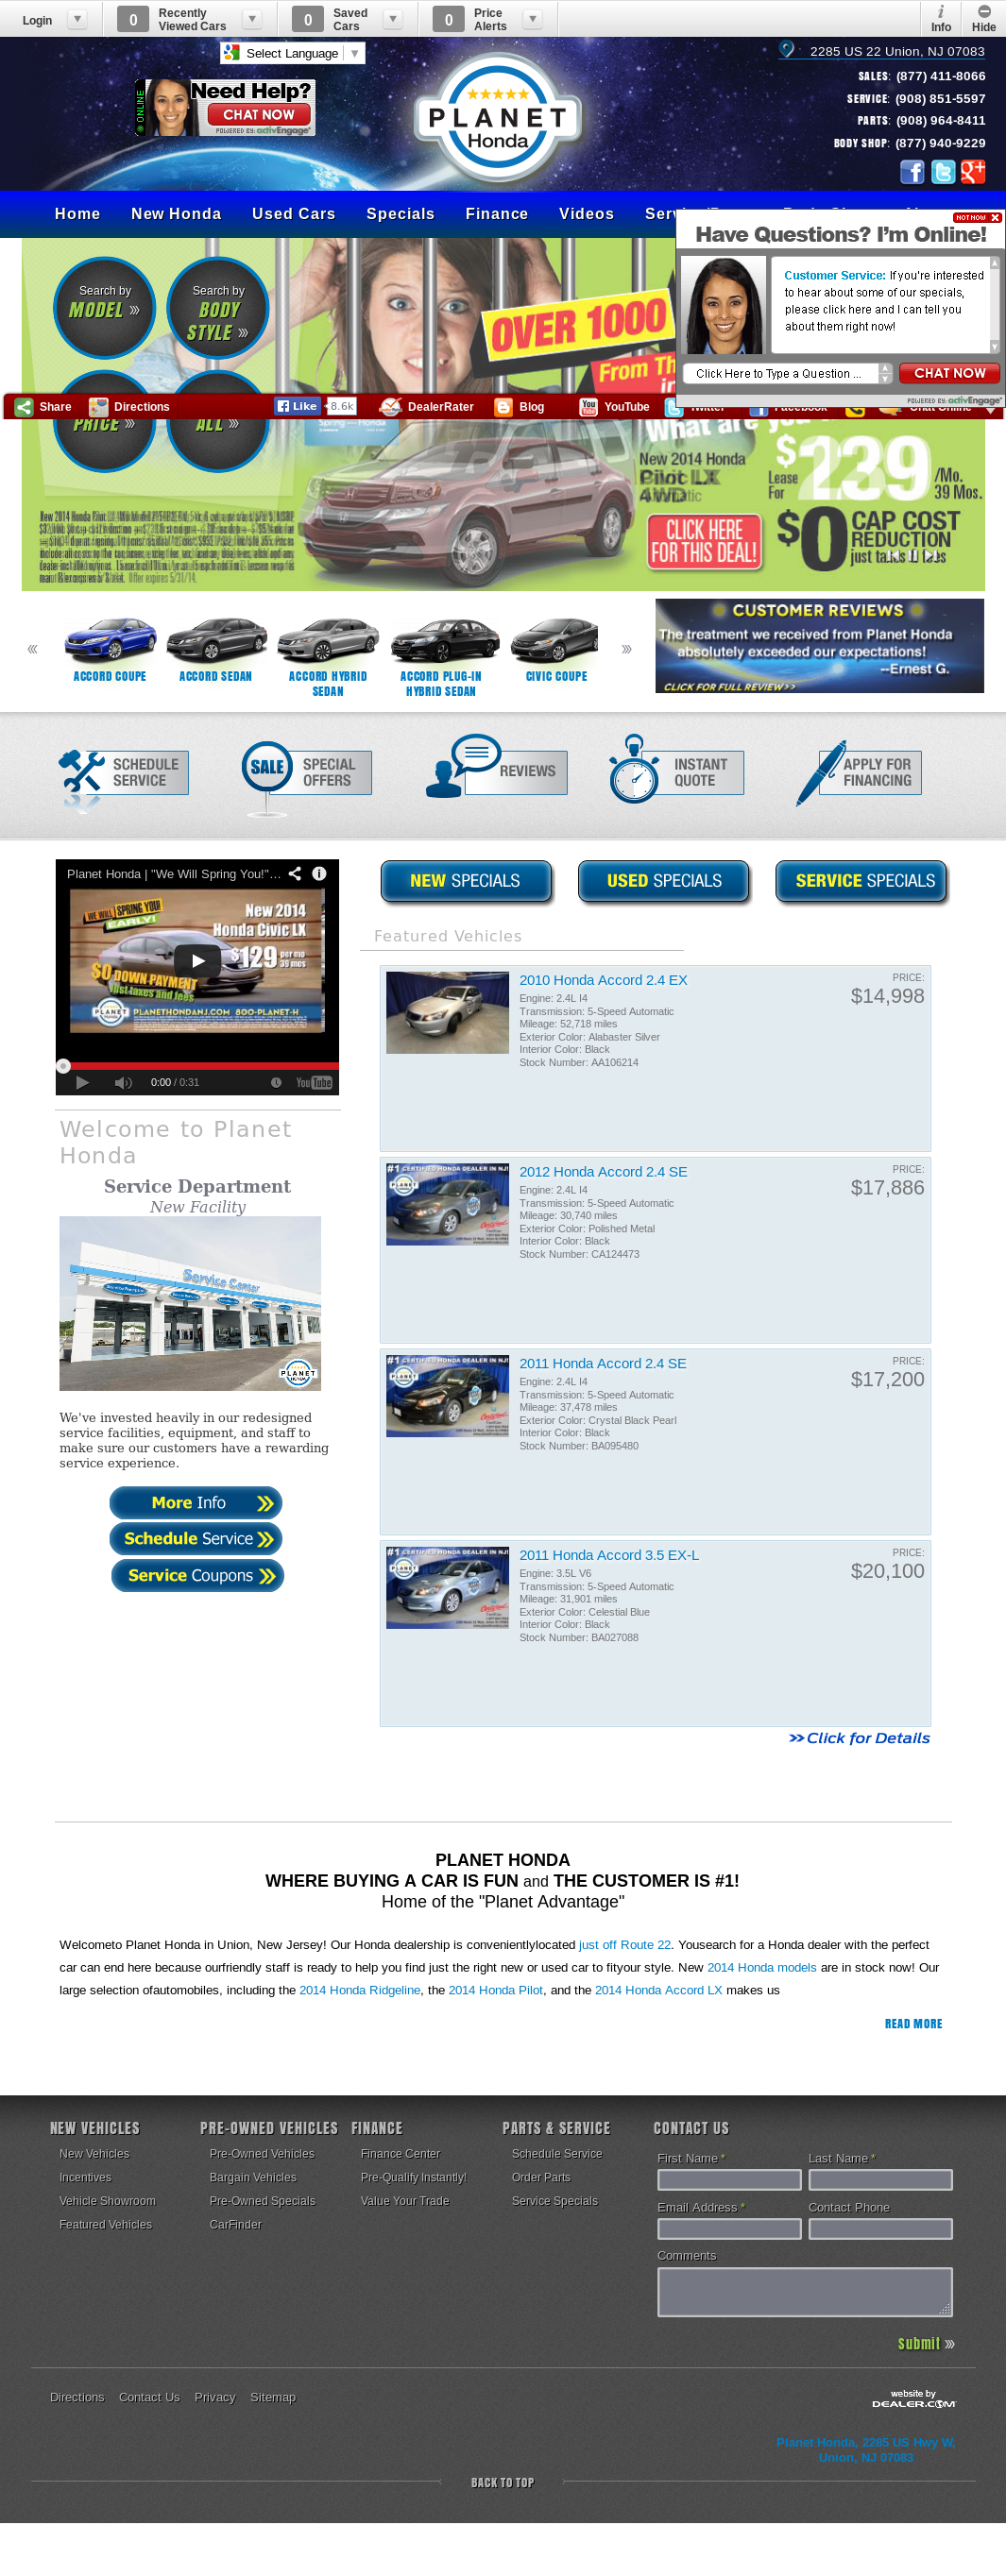 Login
0 Recently Viewed Cars
0 Saved Cars
0 Price Alerts
Info
Hide
Select Language ▼
ONLINE
Need Help?
CHAT NOW
POWERED BY: activEngage
PLANET
Honda
2285 US 22 Union, NJ 07083
SALES: (877) 411-8066
SERVICE: (908) 851-5597
PARTS: (908) 964-8411
BODY SHOP: (877) 940-9229
Home New Honda Used Cars Specials Finance Videos
NOT NOW X
Have Questions? I'm Online!
Customer Service: If you're interested
to hear about some of our specials,
please click here and I can tell you
about them right now!
Click Here to Type a Question ...
CHAT NOW
POWERED BY: activEngage
Search by
MODEL
Search by
BODY
STYLE
PRICE
ALL
OVER 1000
From Th
Share
Directions
Like 8.6k
DealerRater
Blog
YouTube
Twitter
Facebook
Chat Online
What are you
New 2014 Honda
Pilot LX
4WD
CLICK HERE
FOR THIS DEAL!
Lease
For
$239
/Mo.
39 Mos.
$0 CAP COST
REDUCTION
just taxes
ACCORD COUPE
ACCORD SEDAN
ACCORD HYBRID
SEDAN
ACCORD PLUG-IN
HYBRID SEDAN
CIVIC COUPE
CUSTOMER REVIEWS
The treatment we received from Planet Honda
absolutely exceeded our expectations!
--Ernest G.
CLICK FOR FULL REVIEW>>
SCHEDULE
SERVICE
SALE
SPECIAL
OFFERS
REVIEWS
INSTANT
QUOTE
APPLY FOR
FINANCING
Planet Honda | "We Will Spring You!"...
WE WILL SPRING YOU
EARLY!
New 2014
Honda Civic LX
$129 per mo
39 mos
$0 DOWN PAYMENT
Just taxes and fees
PLANETHONDANJ.COM 800-PLANET-H
0:00 / 0:31
YouTube
NEW SPECIALS
USED SPECIALS
SERVICE SPECIALS
Featured Vehicles
2010 Honda Accord 2.4 EX
PRICE:
$14,998
Engine: 2.4L I4
Transmission: 5-Speed Automatic
Mileage: 52,718 miles
Exterior Color: Alabaster Silver
Interior Color: Black
Stock Number: AA106214
#1 CERTIFIED HONDA DEALER IN NJ!
2012 Honda Accord 2.4 SE
PRICE:
$17,886
Engine: 2.4L I4
Transmission: 5-Speed Automatic
Mileage: 30,740 miles
Exterior Color: Polished Metal
Interior Color: Black
Stock Number: CA124473
#1 CERTIFIED HONDA DEALER IN NJ!
2011 Honda Accord 2.4 SE
PRICE:
$17,200
Engine: 2.4L I4
Transmission: 5-Speed Automatic
Mileage: 37,478 miles
Exterior Color: Crystal Black Pearl
Interior Color: Black
Stock Number: BA095480
#1 CERTIFIED HONDA DEALER IN NJ!
2011 Honda Accord 3.5 EX-L
PRICE:
$20,100
Engine: 3.5L V6
Transmission: 5-Speed Automatic
Mileage: 31,901 miles
Exterior Color: Celestial Blue
Interior Color: Black
Stock Number: BA027088
>> Click for Details
Welcome to Planet
Honda
Service Department
New Facility
Service Center
We've invested heavily in our redesigned
service facilities, equipment, and staff to
make sure our customers have a rewarding
service experience.
More Info
Schedule Service
Service Coupons
PLANET HONDA
WHERE BUYING A CAR IS FUN and THE CUSTOMER IS #1!
Home of the "Planet Advantage"
Welcometo Planet Honda in Union, New Jersey! Our Honda dealership is convenientlylocated just off Route 22. Yousearch for a Honda dealer with the perfect
car can end here because ourfriendly staff is ready to help you find just the right new or used car to fityour style. New 2014 Honda models are in stock now! Our
large selection ofautomobiles, including the 2014 Honda Ridgeline, the 2014 Honda Pilot, and the 2014 Honda Accord LX makes us
READ MORE
NEW VEHICLES
New Vehicles
Incentives
Vehicle Showroom
Featured Vehicles
PRE-OWNED VEHICLES
Pre-Owned Vehicles
Bargain Vehicles
Pre-Owned Specials
CarFinder
FINANCE
Finance Center
Pre-Qualify Instantly!
Value Your Trade
PARTS & SERVICE
Schedule Service
Order Parts
Service Specials
CONTACT US
First Name *
Last Name *
Email Address *
Contact Phone
Comments
Submit
Directions Contact Us Privacy Sitemap
website by
DEALER.COM
Planet Honda, 2285 US Hwy W.
Union, NJ 07083
BACK TO TOP